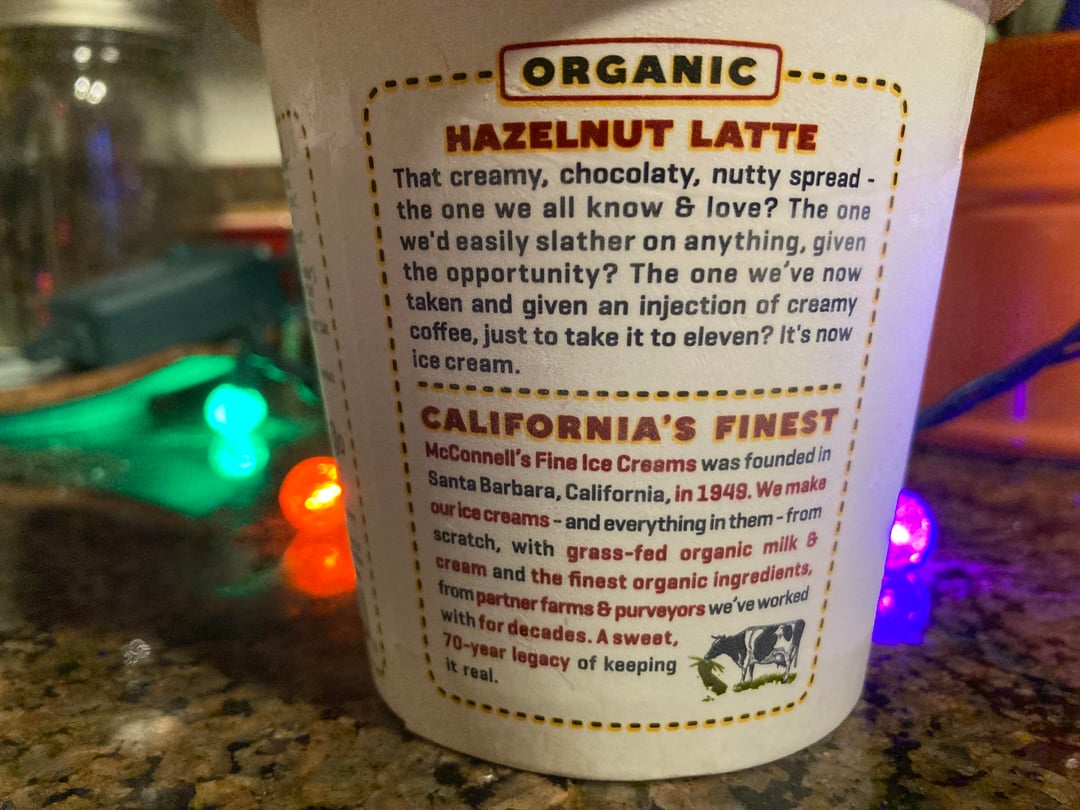 ORGANIC
HAZELNUT LATTE
That creamy, chocolaty, nutty spread -
the one we all know & love? The one
we'd easily slather on anything, given
the opportunity? The one we've now
taken and given an injection of creamy
coffee, just to take it to eleven? It's now
ice cream.
CALIFORNIA'S FINEST
McConnell's Fine Ice Creams was founded in
Santa Barbara, California, in 1949. We make
our ice creams - and everything in them - from
scratch, with grass-fed organic milk &
cream and the finest organic ingredients,
from partner farms & purveyors we've worked
with for decades. A sweet,
70-year legacy of keeping
it real.